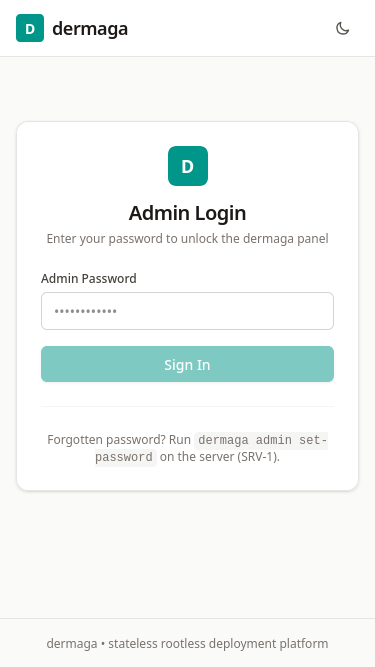 D dermaga
D
Admin Login
Enter your password to unlock the dermaga panel
Admin Password
••••••••••••
Sign In
Forgotten password? Run dermaga admin set-
password on the server (SRV-1).
dermaga • stateless rootless deployment platform